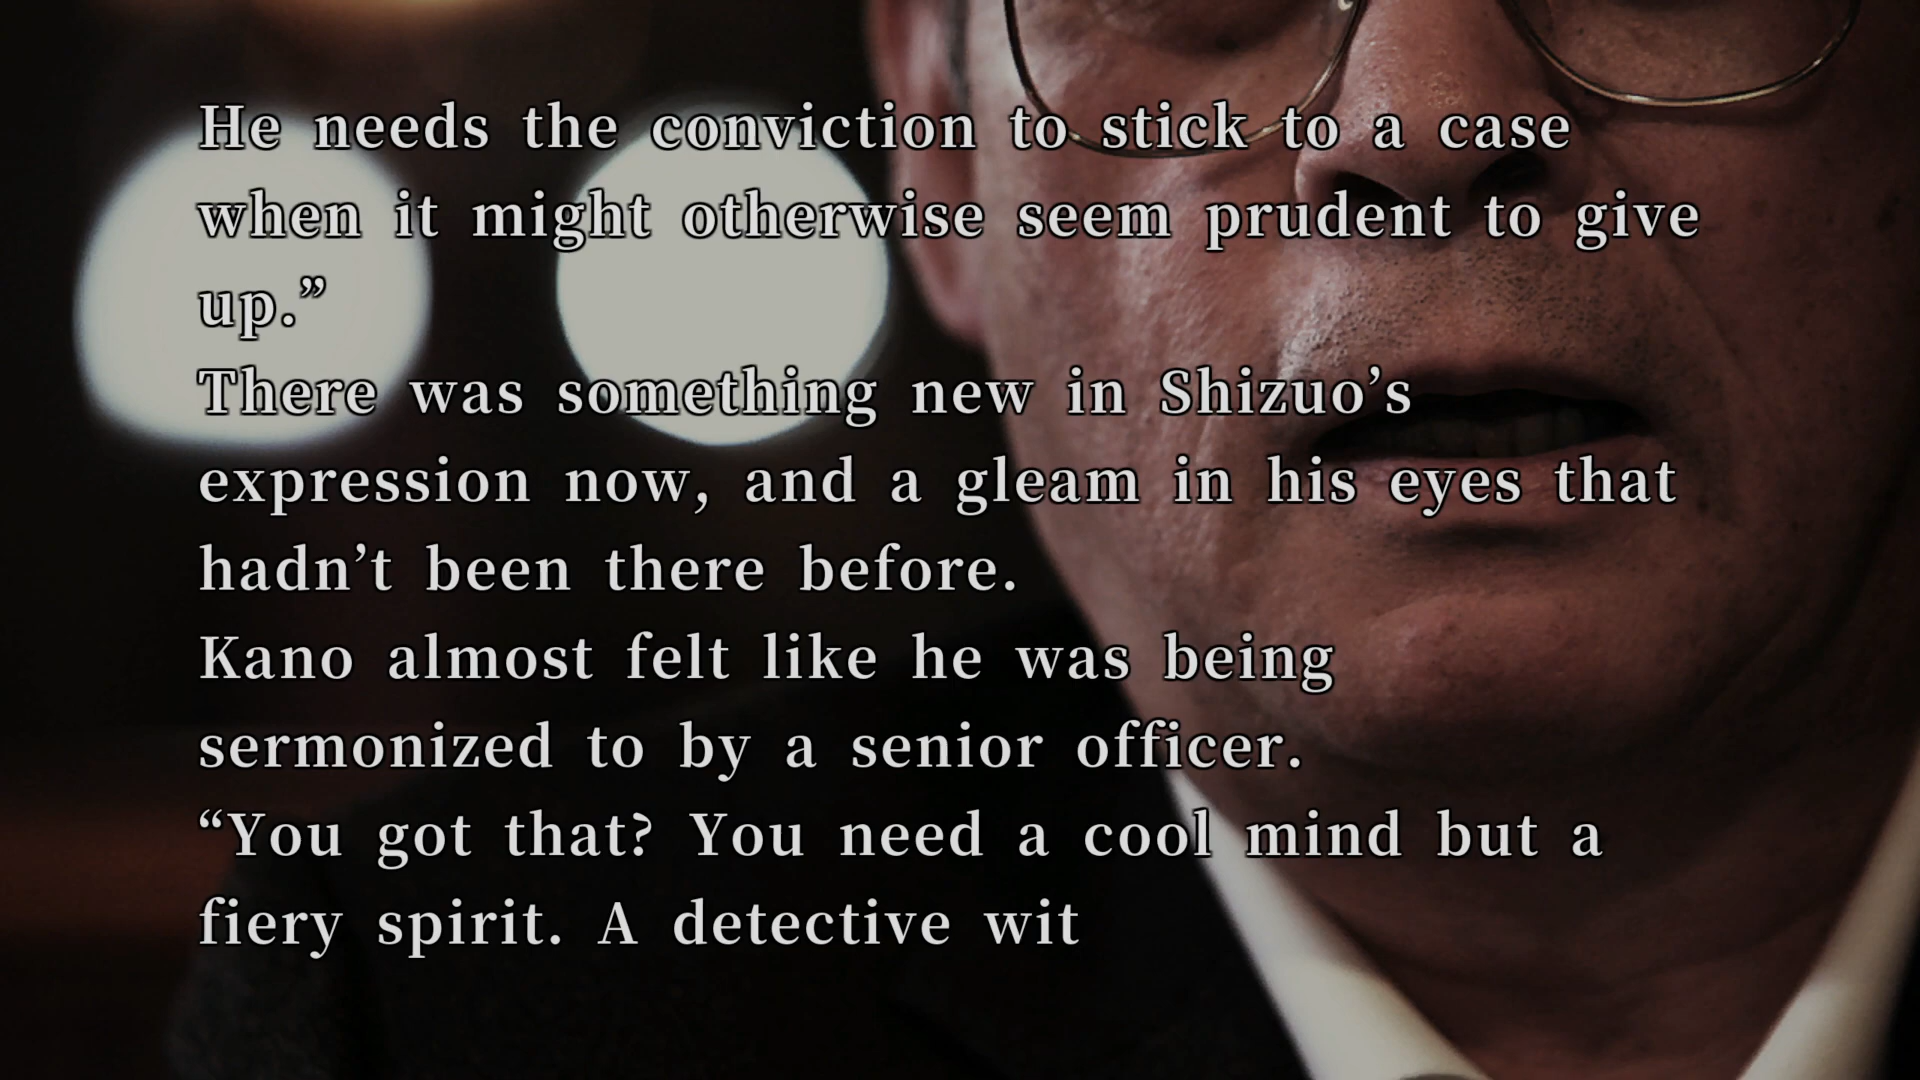 He needs the conviction to stick to a case
when it might otherwise seem prudent to give
up.”
There was something new in Shizuo’s
expression now, and a gleam in his eyes that
hadn’t been there before.
Kano almost felt like he was being
sermonized to by a senior officer.
“You got that? You need a cool mind but a
fiery spirit. A detective wit